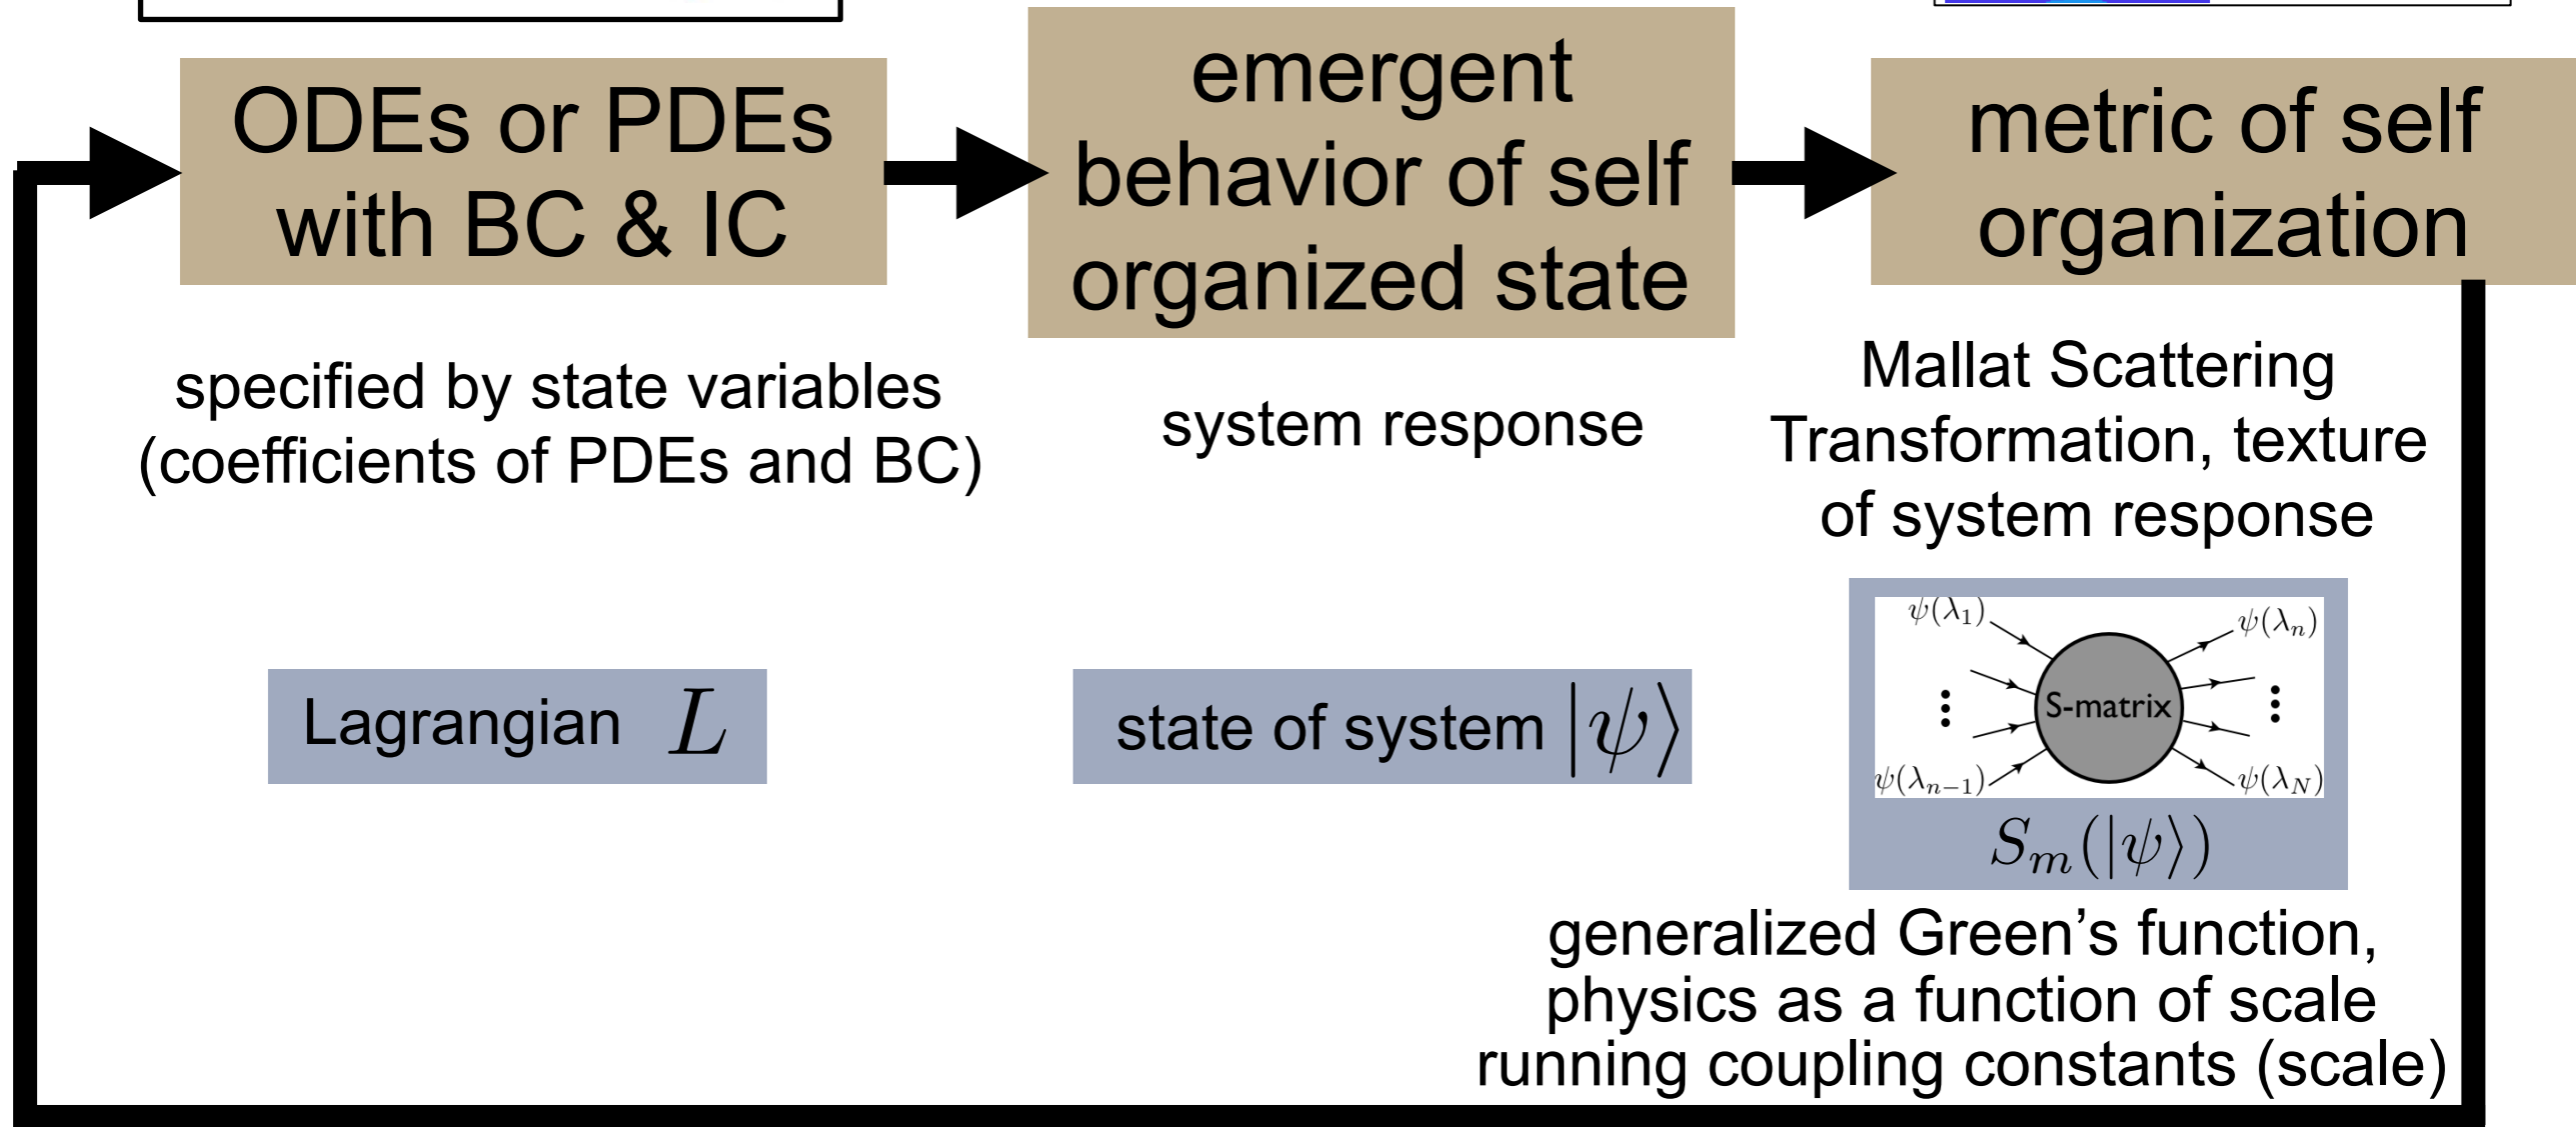 ODEs or PDEs
with BC & IC
emergent
behavior of self
organized state
metric of self
organization
specified by state variables
(coefficients of PDEs and BC)
system response
Mallat Scattering
Transformation, texture
of system response
Lagrangian L
state of system |ψ⟩
ψ(λ₁)
ψ(λₙ)
S-matrix
ψ(λₙ₋₁)
ψ(λ_N)
Sₘ(|ψ⟩)
generalized Green’s function,
physics as a function of scale
running coupling constants (scale)